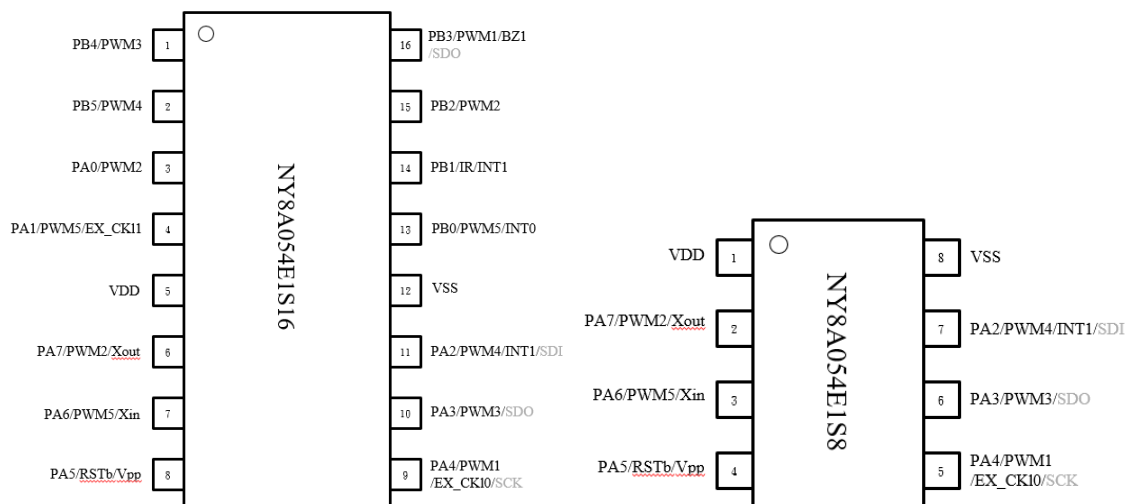 PB4/PWM3
1
PB5/PWM4
2
PA0/PWM2
3
PA1/PWM5/EX_CKI1
4
VDD
5
PA7/PWM2/Xout
6
PA6/PWM5/Xin
7
PA5/RSTb/Vpp
8
NY8A054E1S16
16
PB3/PWM1/BZ1
/SDO
15
PB2/PWM2
14
PB1/IR/INT1
13
PB0/PWM5/INT0
12
VSS
11
PA2/PWM4/INT1/SDI
10
PA3/PWM3/SDO
9
PA4/PWM1
/EX_CKI0/SCK
VDD
1
PA7/PWM2/Xout
2
PA6/PWM5/Xin
3
PA5/RSTb/Vpp
4
NY8A054E1S8
8
VSS
7
PA2/PWM4/INT1/SDI
6
PA3/PWM3/SDO
5
PA4/PWM1
/EX_CKI0/SCK